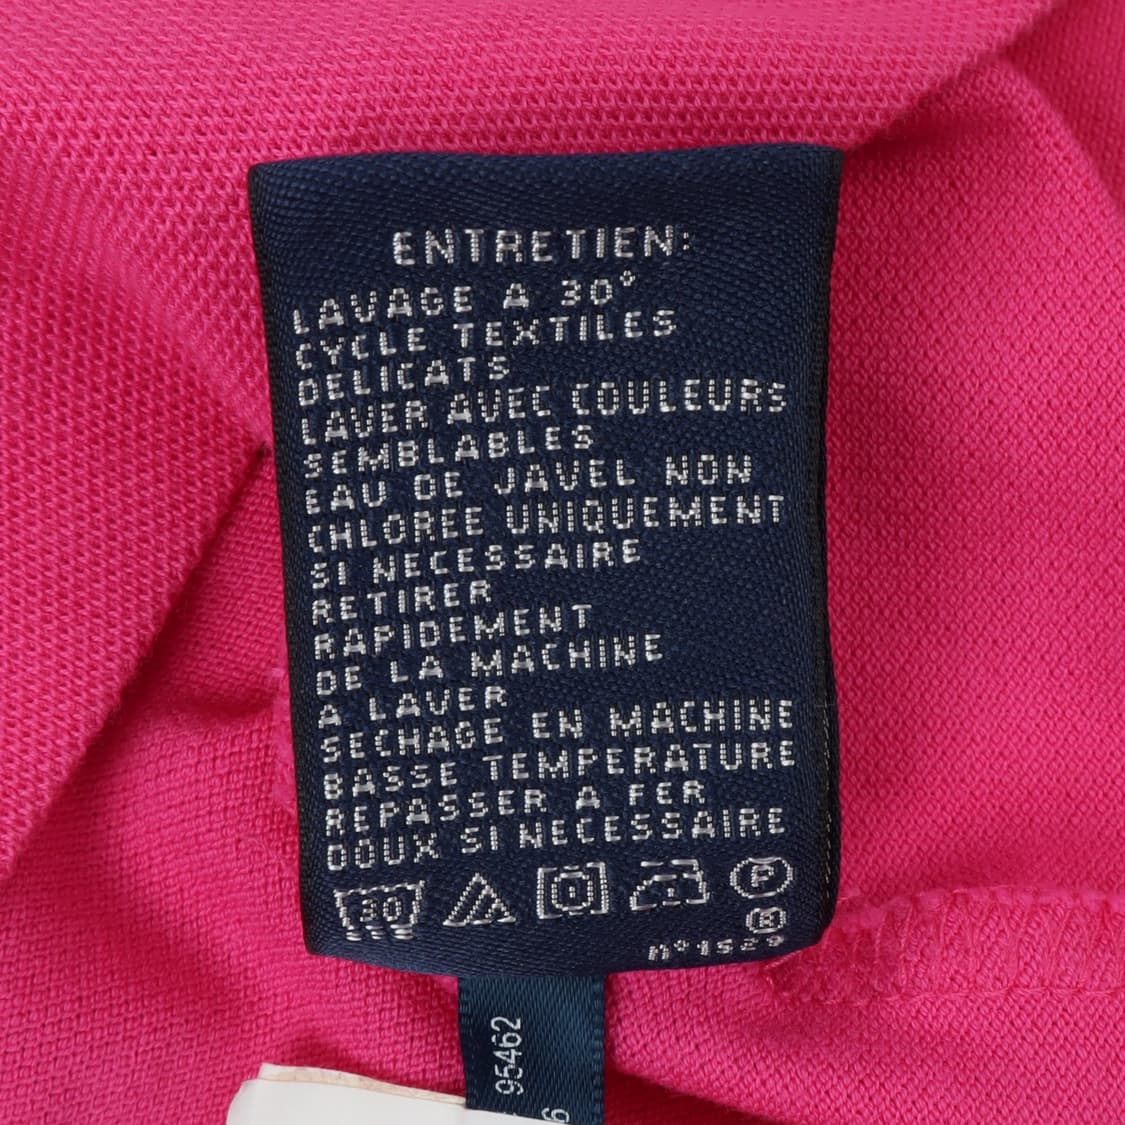 ENTRETIEN:
LAVAGE A 30°
CYCLE TEXTILES
DELICATS
LAVER AVEC COULEURS
SEMBLABLES
EAU DE JAVEL NON
CHLOREE UNIQUEMENT
SI NECESSAIRE
RETIRER
RAPIDEMENT
DE LA MACHINE
A LAVER
SECHAGE EN MACHINE
BASSE TEMPERATURE
REPASSER A FER
DOUX SI NECESSAIRE
30 P
R
n°1529
95462
6